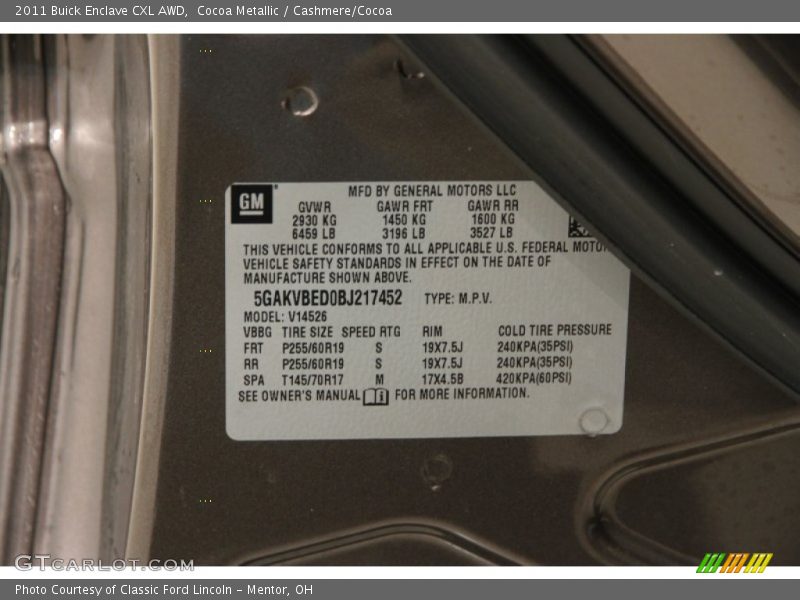 2011 Buick Enclave CXL AWD, Cocoa Metallic / Cashmere/Cocoa
GM
MFD BY GENERAL MOTORS LLC
GVWR GAWR FRT GAWR RR
2930 KG 1450 KG 1600 KG
6459 LB 3196 LB 3527 LB
THIS VEHICLE CONFORMS TO ALL APPLICABLE U.S. FEDERAL MOTOR
VEHICLE SAFETY STANDARDS IN EFFECT ON THE DATE OF
MANUFACTURE SHOWN ABOVE.
5GAKVBED0BJ217452 TYPE: M.P.V.
MODEL: V14526
VBBG TIRE SIZE SPEED RTG RIM COLD TIRE PRESSURE
FRT P255/60R19 S 19X7.5J 240KPA(35PSI)
RR P255/60R19 S 19X7.5J 240KPA(35PSI)
SPA T145/70R17 M 17X4.5B 420KPA(60PSI)
SEE OWNER'S MANUAL FOR MORE INFORMATION.
GTCarLot.com
Photo Courtesy of Classic Ford Lincoln - Mentor, OH